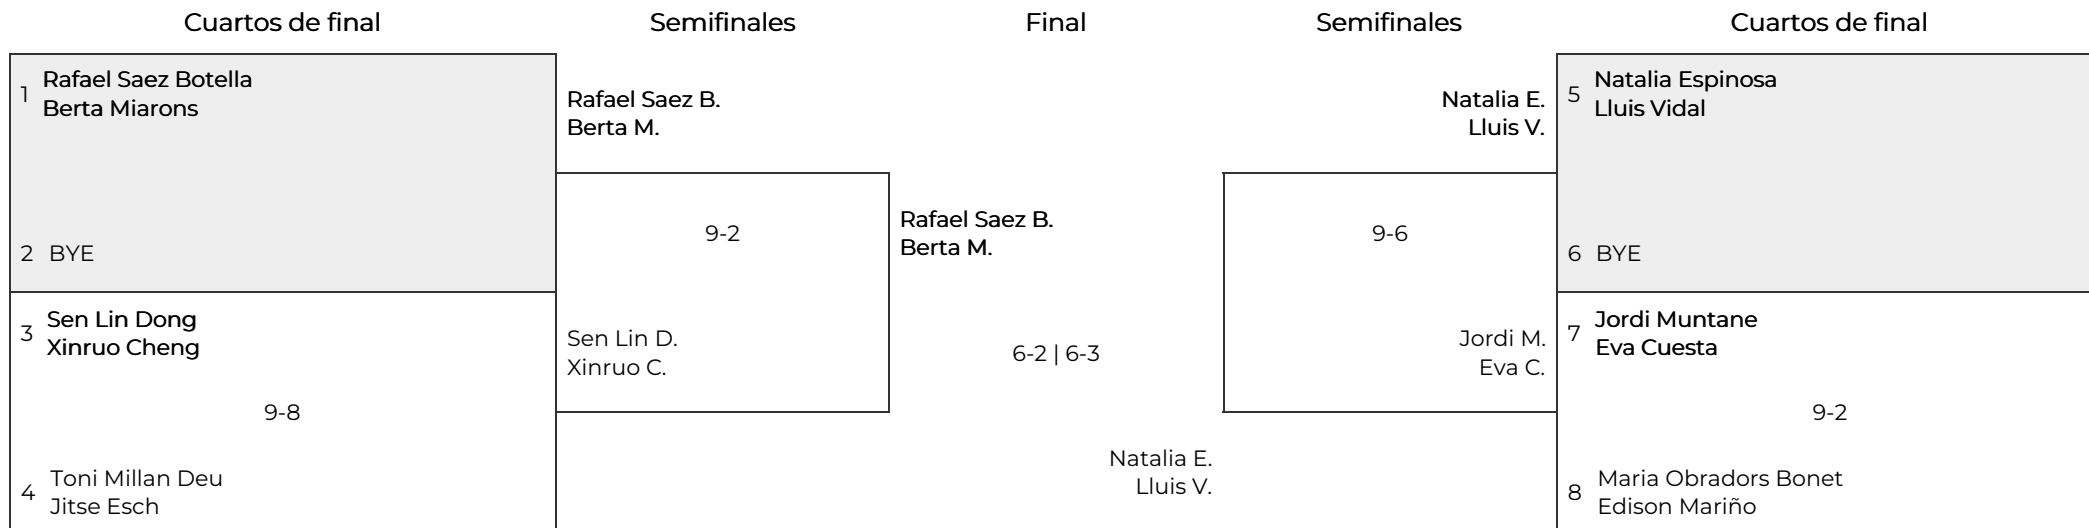 Cuartos de final
Semifinales
Final
Semifinales
Cuartos de final
1
Rafael Saez Botella
Berta Miarons
2 BYE
3
Sen Lin Dong
Xinruo Cheng
9-8
4
Toni Millan Deu
Jitse Esch
Rafael Saez B.
Berta M.
9-2
Sen Lin D.
Xinruo C.
Rafael Saez B.
Berta M.
6-2 | 6-3
Natalia E.
Lluis V.
Natalia E.
Lluis V.
9-6
Jordi M.
Eva C.
5
Natalia Espinosa
Lluis Vidal
6 BYE
7
Jordi Muntane
Eva Cuesta
9-2
8
Maria Obradors Bonet
Edison Mariño